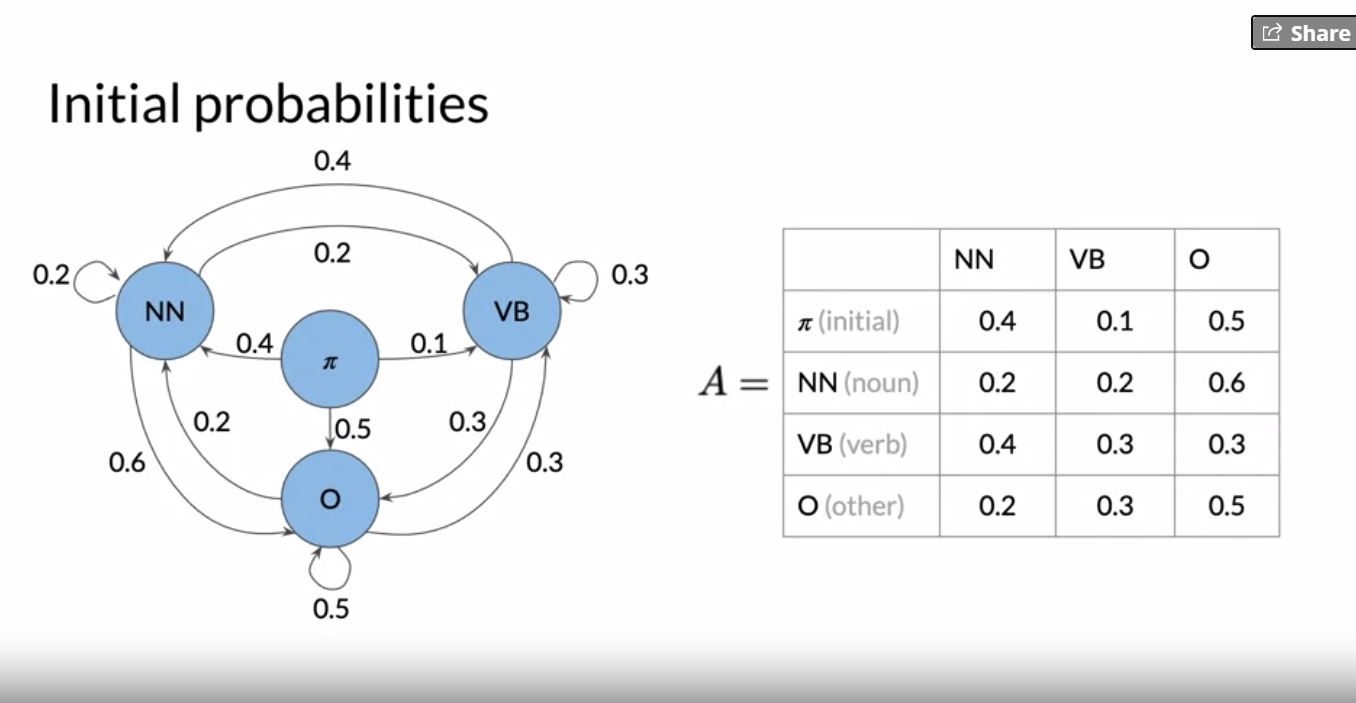 Share
Initial probabilities
0.4
0.2
0.2
0.3
NN
VB
0.4
0.1
π
0.2
0.5
0.3
0.6
0.3
O
0.5
A =
NN VB O
π (initial) 0.4 0.1 0.5
NN (noun) 0.2 0.2 0.6
VB (verb) 0.4 0.3 0.3
O (other) 0.2 0.3 0.5